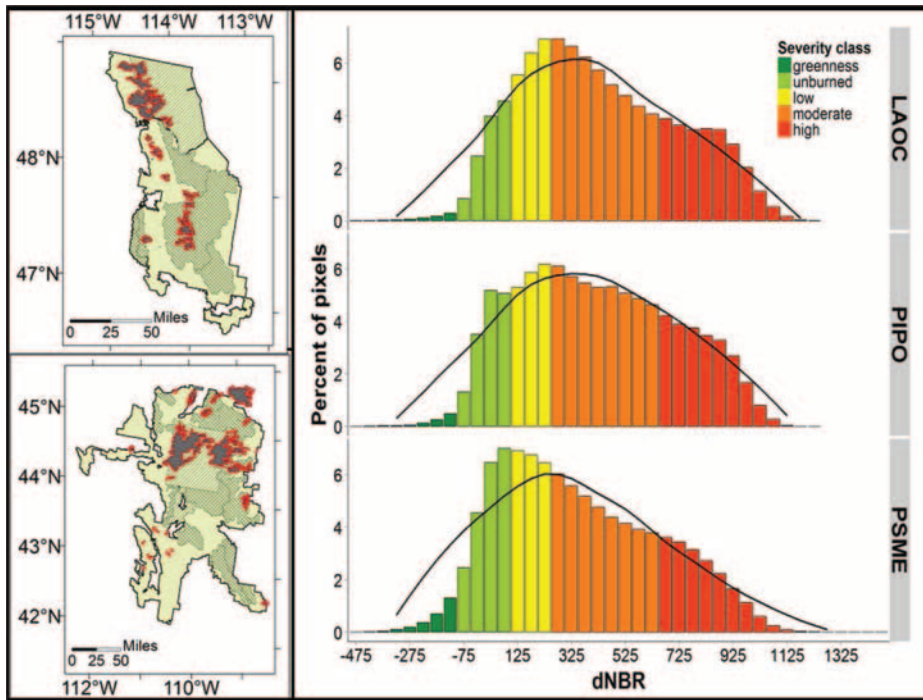 115°W 114°W 113°W
48°N
47°N
Miles
0 25 50
45°N
44°N
43°N
42°N
Miles
0 25 50
112°W 110°W
Percent of pixels
6
4
2
0
Severity class
greenness
unburned
low
moderate
high
LAOC
6
4
2
0
PIPO
6
4
2
0
PSME
-475 -275 -75 125 325 525 725 925 1125 1325
dNBR